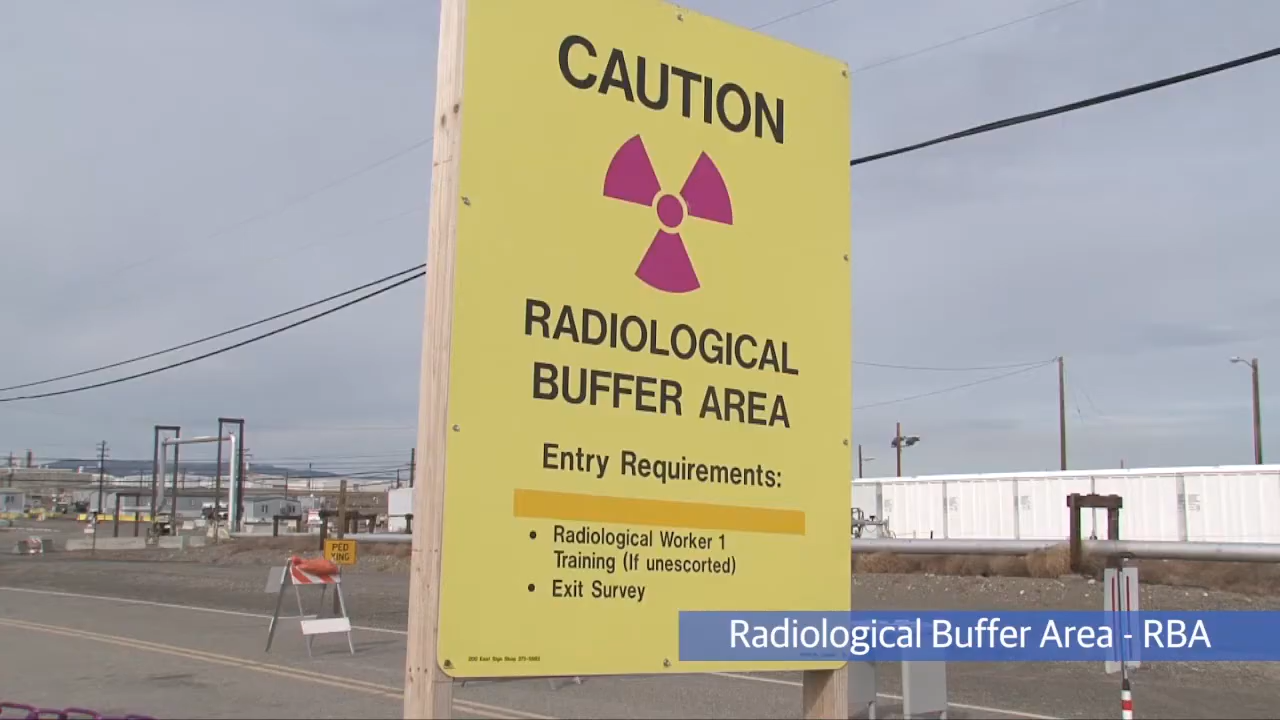 CAUTION
RADIOLOGICAL
BUFFER AREA
Entry Requirements:
• Radiological Worker 1
Training (If unescorted)
• Exit Survey
PED
XING
Radiological Buffer Area - RBA